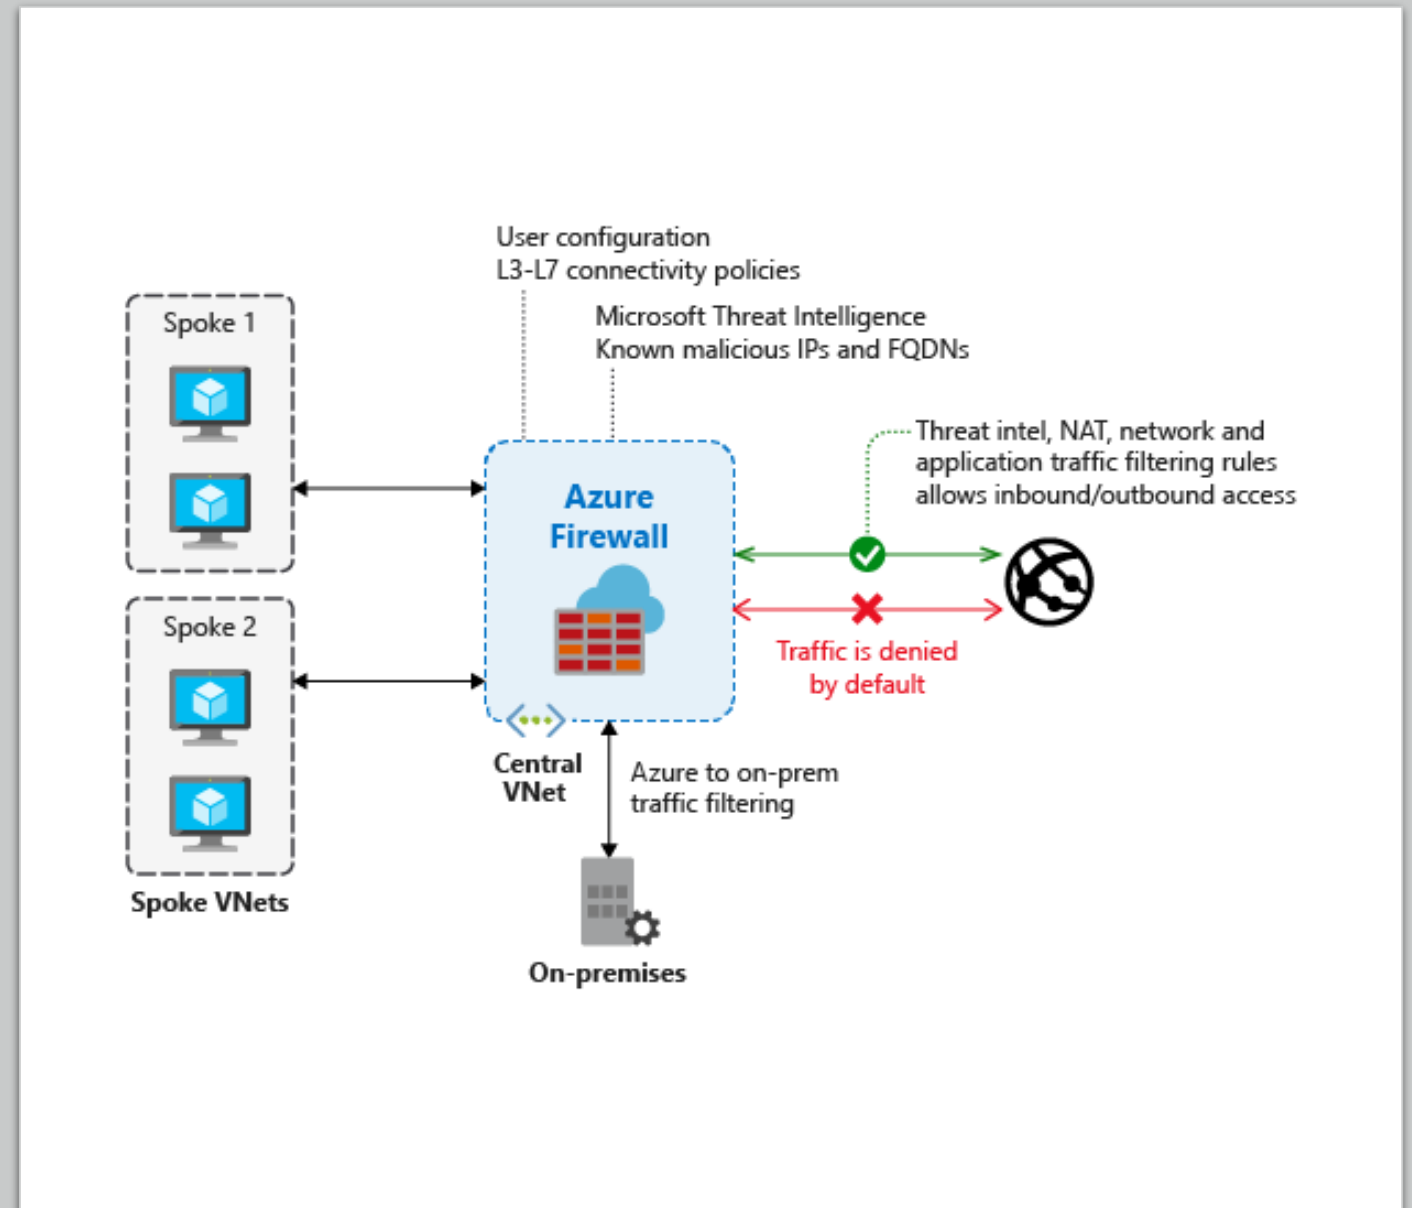 User configuration
L3-L7 connectivity policies
Microsoft Threat Intelligence
Known malicious IPs and FQDNs
Spoke 1
Threat intel, NAT, network and
application traffic filtering rules
allows inbound/outbound access
Azure
Firewall
Spoke 2
Traffic is denied
by default
Central
VNet
Azure to on-prem
traffic filtering
Spoke VNets
On-premises